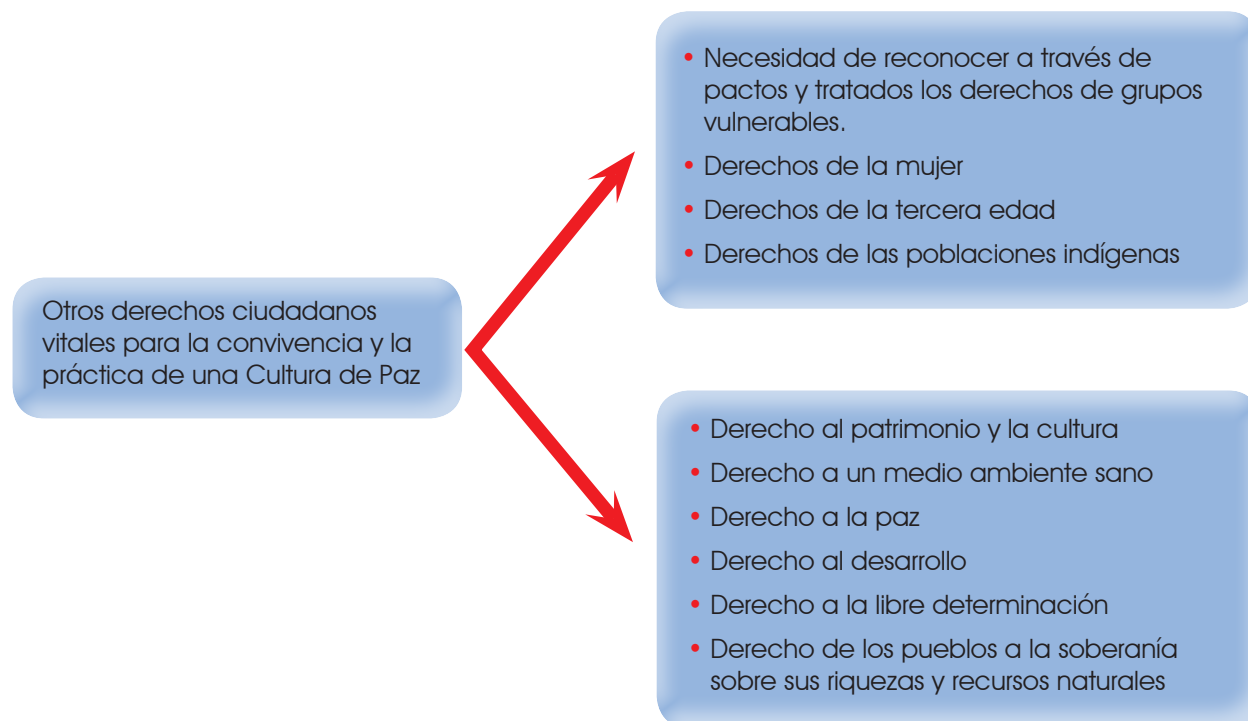 Otros derechos ciudadanos
vitales para la convivencia y la
práctica de una Cultura de Paz
• Necesidad de reconocer a través de
pactos y tratados los derechos de grupos
vulnerables.
• Derechos de la mujer
• Derechos de la tercera edad
• Derechos de las poblaciones indígenas
• Derecho al patrimonio y la cultura
• Derecho a un medio ambiente sano
• Derecho a la paz
• Derecho al desarrollo
• Derecho a la libre determinación
• Derecho de los pueblos a la soberanía
sobre sus riquezas y recursos naturales